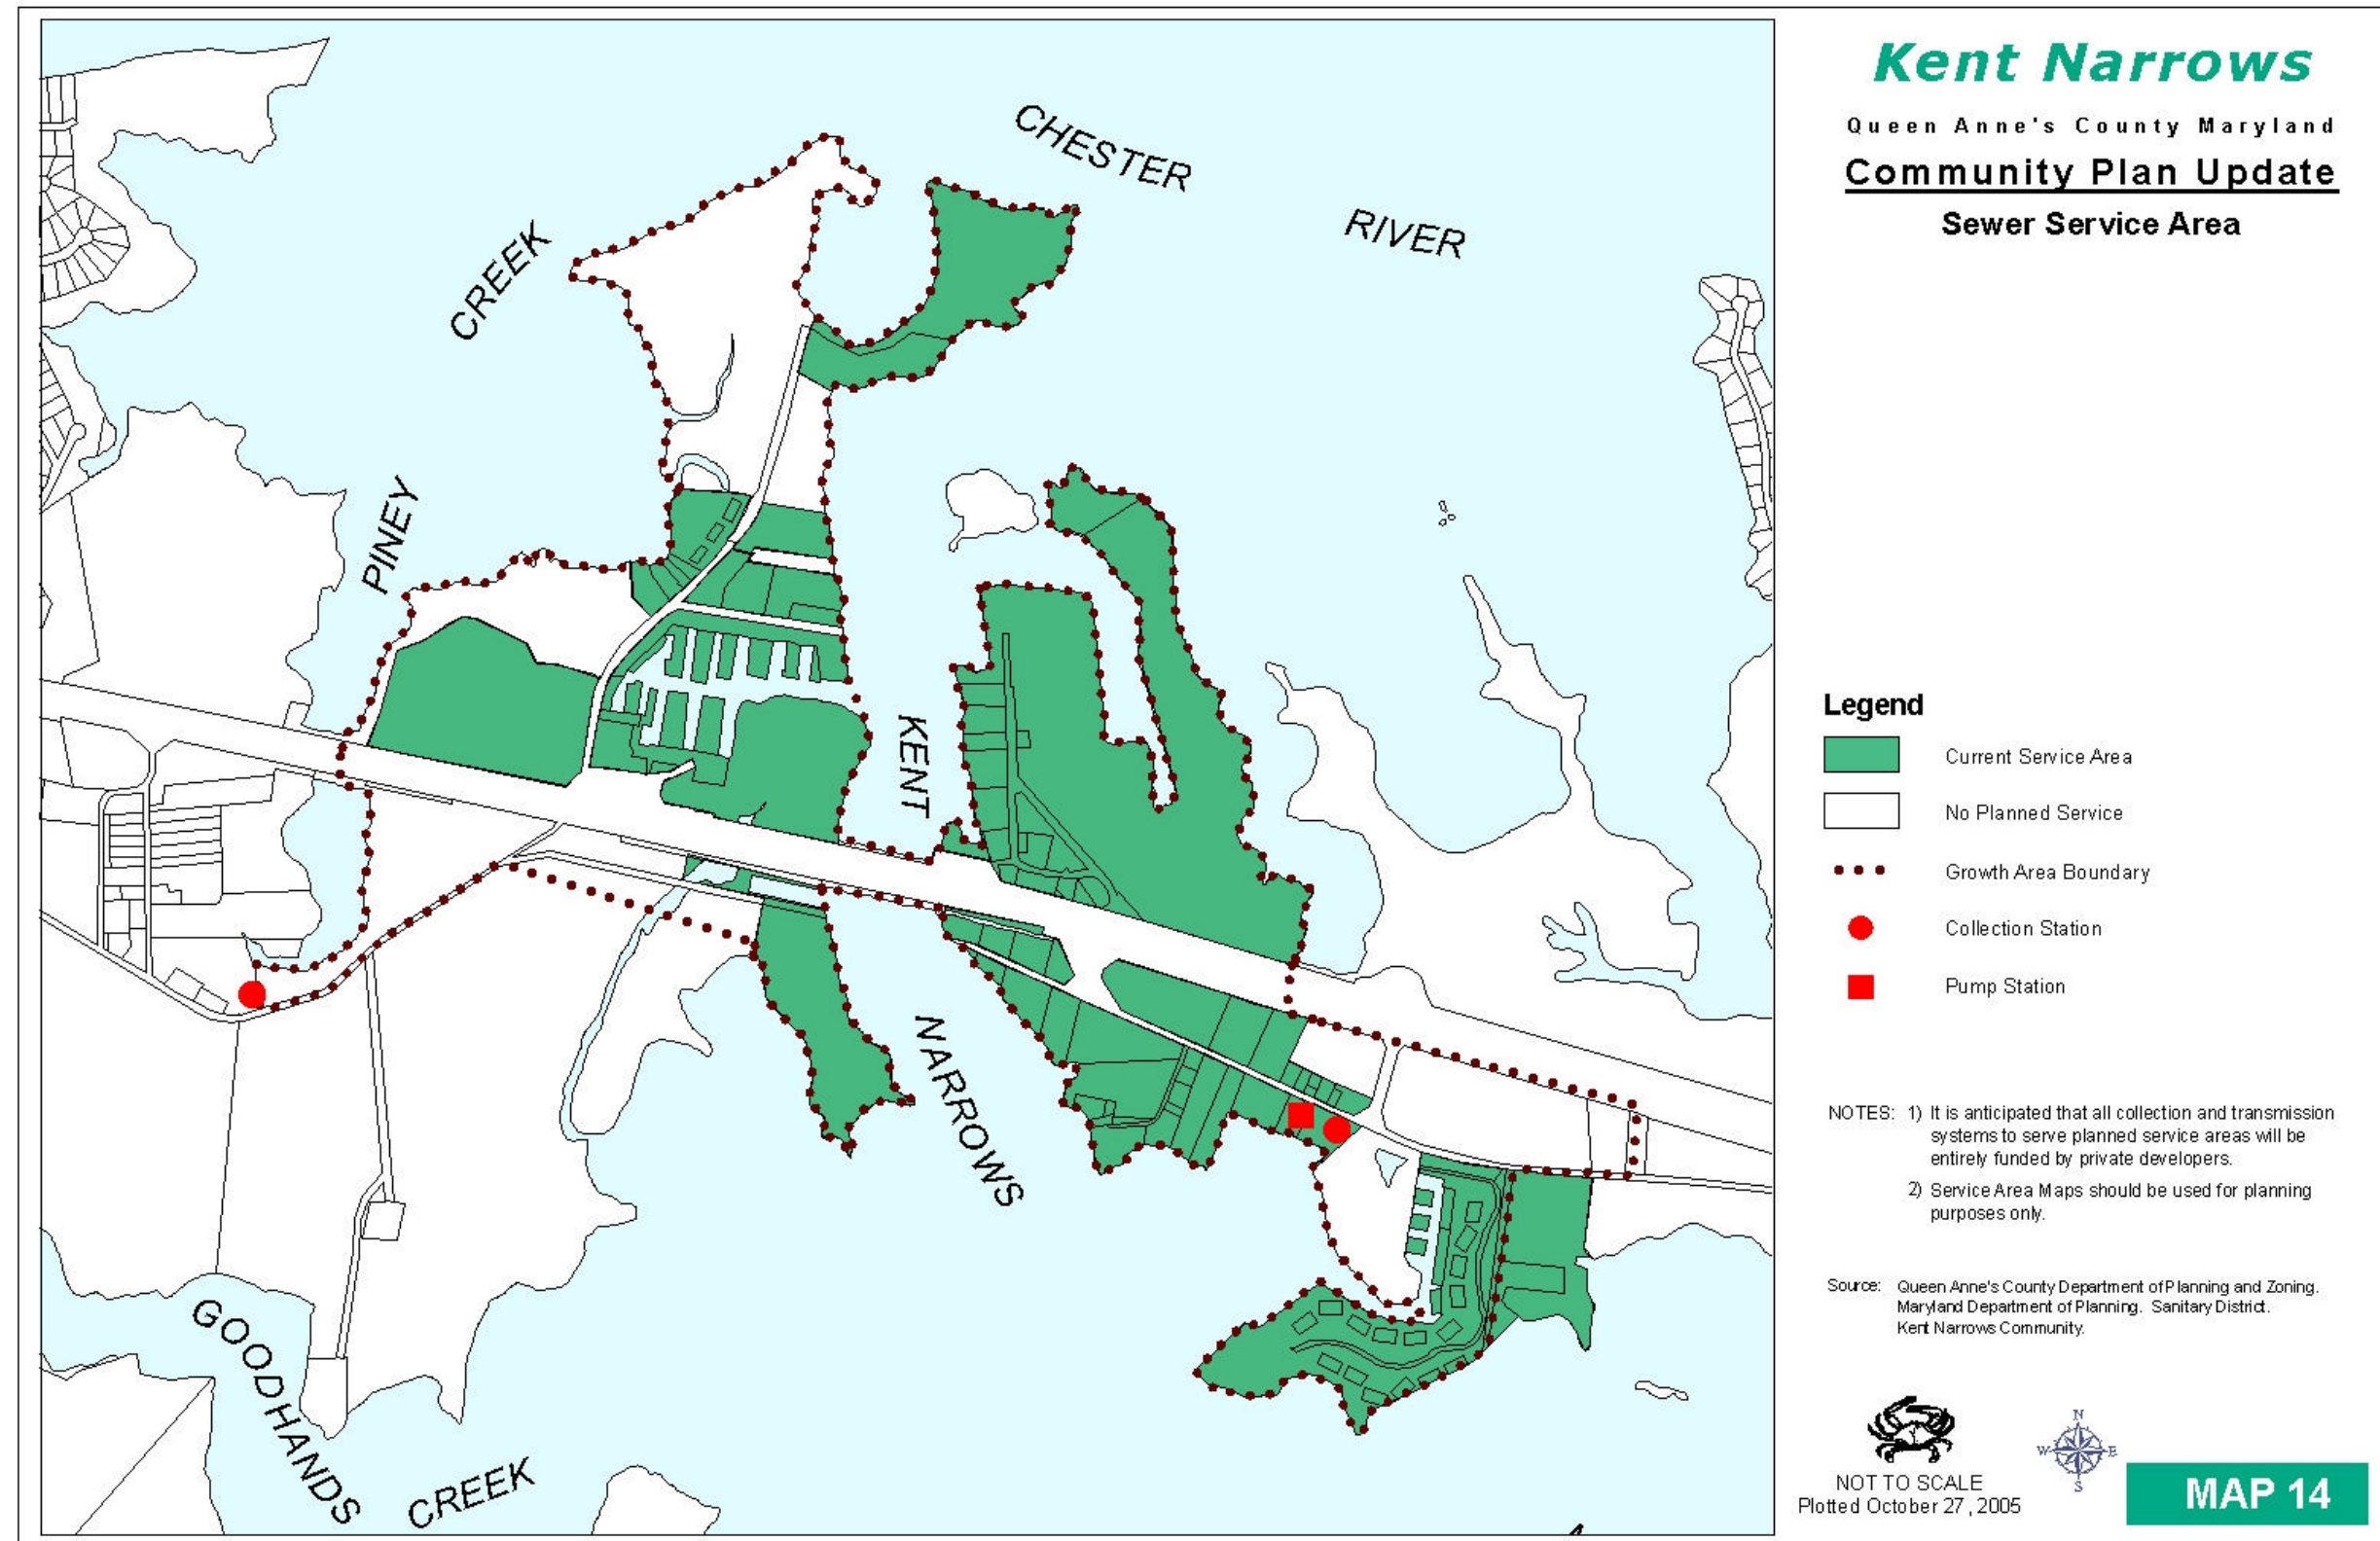 Kent Narrows
Queen Anne's County Maryland
Community Plan Update
Sewer Service Area
CHESTER
RIVER
CREEK
PINEY
KENT
NARROWS
GOODHANDS
CREEK
Legend
Current Service Area
No Planned Service
Growth Area Boundary
Collection Station
Pump Station
NOTES: 1) It is anticipated that all collection and transmission
systems to serve planned service areas will be
entirely funded by private developers.
2) Service Area Maps should be used for planning
purposes only.
Source: Queen Anne's County Department of Planning and Zoning.
Maryland Department of Planning. Sanitary District.
Kent Narrows Community.
N
W E
S
NOT TO SCALE
Plotted October 27, 2005
MAP 14